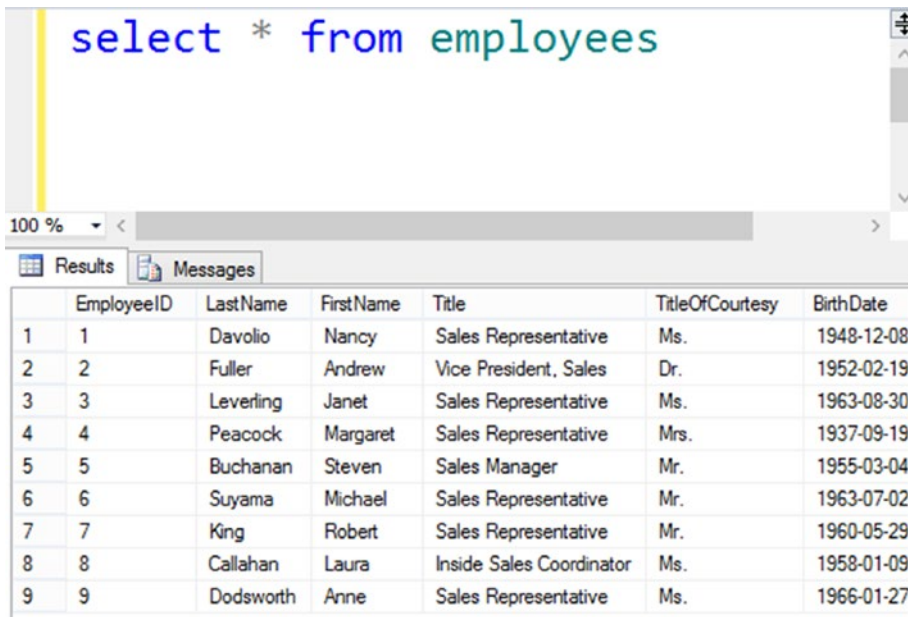 select * from employees
100 %
Results Messages
EmployeeID LastName FirstName Title TitleOfCourtesy BirthDate
1 1 Davolio Nancy Sales Representative Ms. 1948-12-08
2 2 Fuller Andrew Vice President, Sales Dr. 1952-02-19
3 3 Leverling Janet Sales Representative Ms. 1963-08-30
4 4 Peacock Margaret Sales Representative Mrs. 1937-09-19
5 5 Buchanan Steven Sales Manager Mr. 1955-03-04
6 6 Suyama Michael Sales Representative Mr. 1963-07-02
7 7 King Robert Sales Representative Mr. 1960-05-29
8 8 Callahan Laura Inside Sales Coordinator Ms. 1958-01-09
9 9 Dodsworth Anne Sales Representative Ms. 1966-01-27